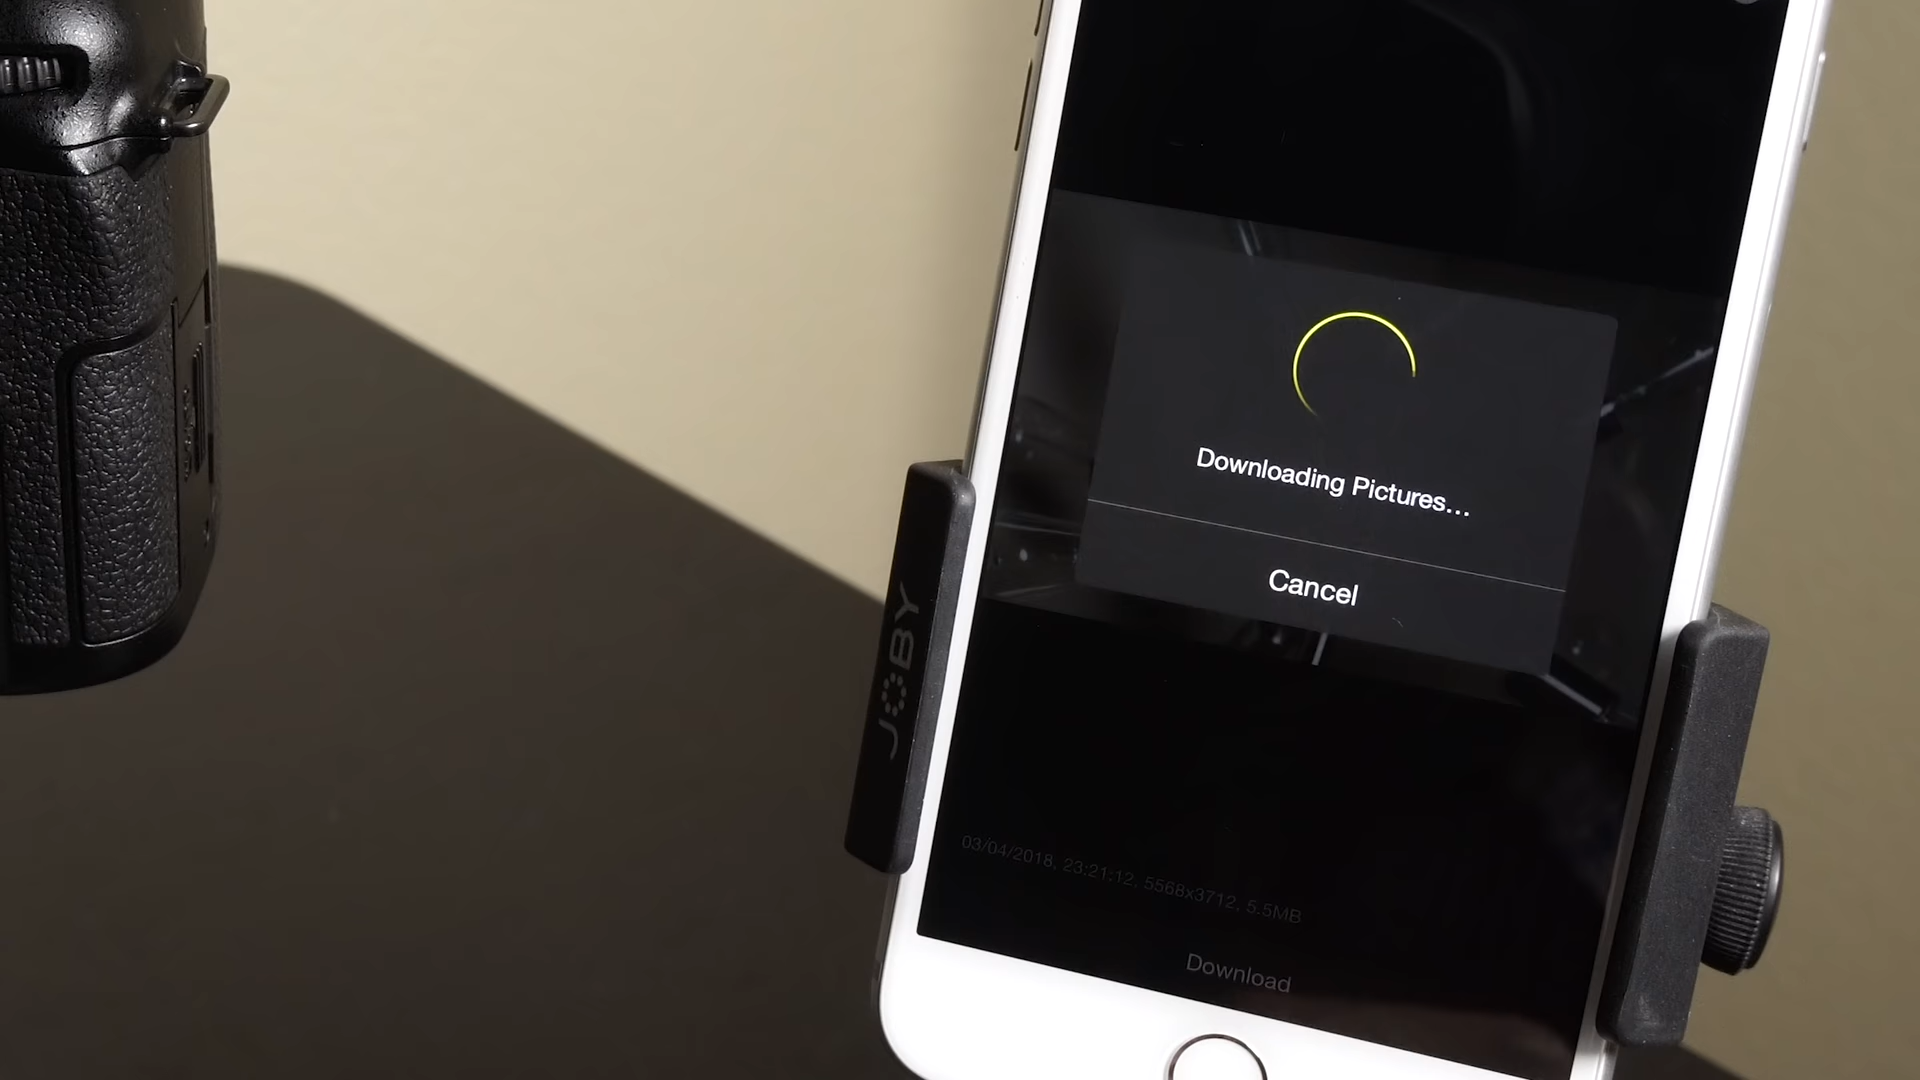 Downloading Pictures...
Cancel
JOBY
03/04/2018, 23:21:12, 5568x3712, 5.5MB
Download